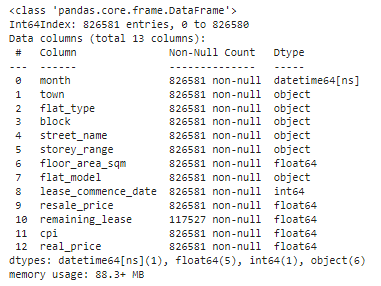 <class 'pandas.core.frame.DataFrame'>
Int64Index: 826581 entries, 0 to 826580
Data columns (total 13 columns):
 #   Column               Non-Null Count   Dtype
---  ------               --------------   -----
 0   month                826581 non-null  datetime64[ns]
 1   town                 826581 non-null  object
 2   flat_type            826581 non-null  object
 3   block                826581 non-null  object
 4   street_name          826581 non-null  object
 5   storey_range         826581 non-null  object
 6   floor_area_sqm       826581 non-null  float64
 7   flat_model           826581 non-null  object
 8   lease_commence_date  826581 non-null  int64
 9   resale_price         826581 non-null  float64
 10  remaining_lease      117527 non-null  float64
 11  cpi                  826581 non-null  float64
 12  real_price           826581 non-null  float64
dtypes: datetime64[ns](1), float64(5), int64(1), object(6)
memory usage: 88.3+ MB